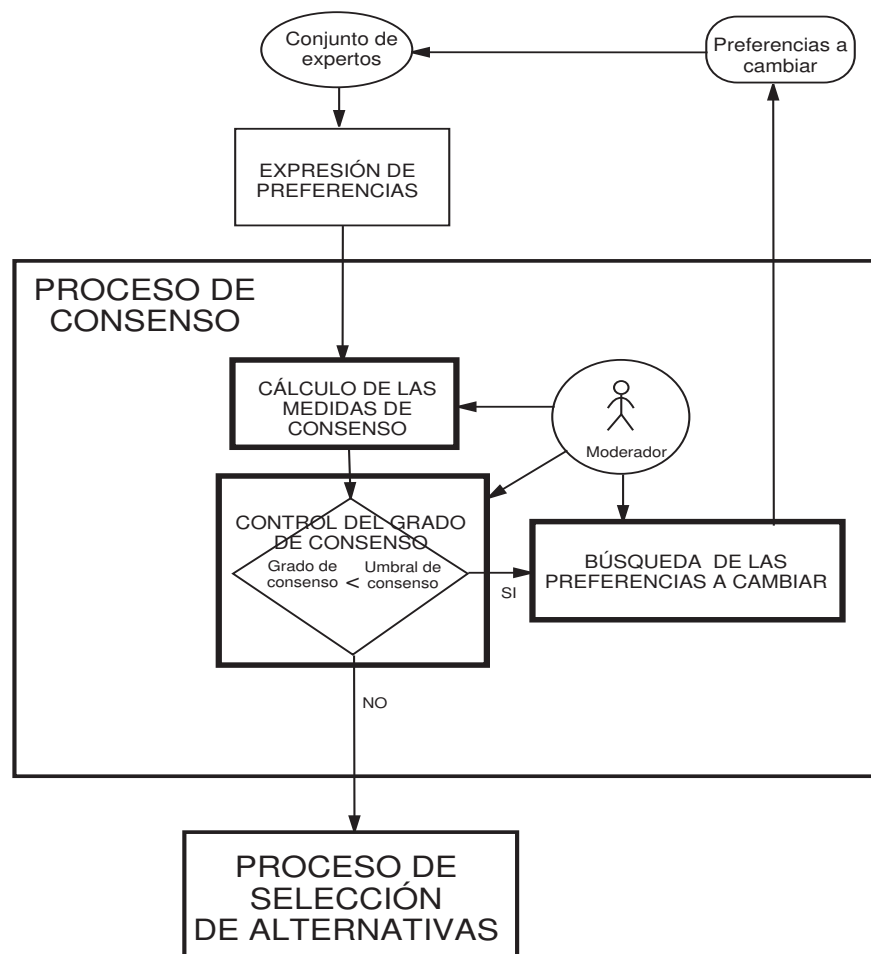 Conjunto de
expertos
Preferencias a
cambiar
EXPRESIÓN DE
PREFERENCIAS
PROCESO DE
CONSENSO
CÁLCULO DE LAS
MEDIDAS DE
CONSENSO
Moderador
CONTROL DEL GRADO
DE CONSENSO
Grado de
consenso
<
Umbral de
consenso
SI
BÚSQUEDA DE LAS
PREFERENCIAS A CAMBIAR
NO
PROCESO DE
SELECCIÓN
DE ALTERNATIVAS